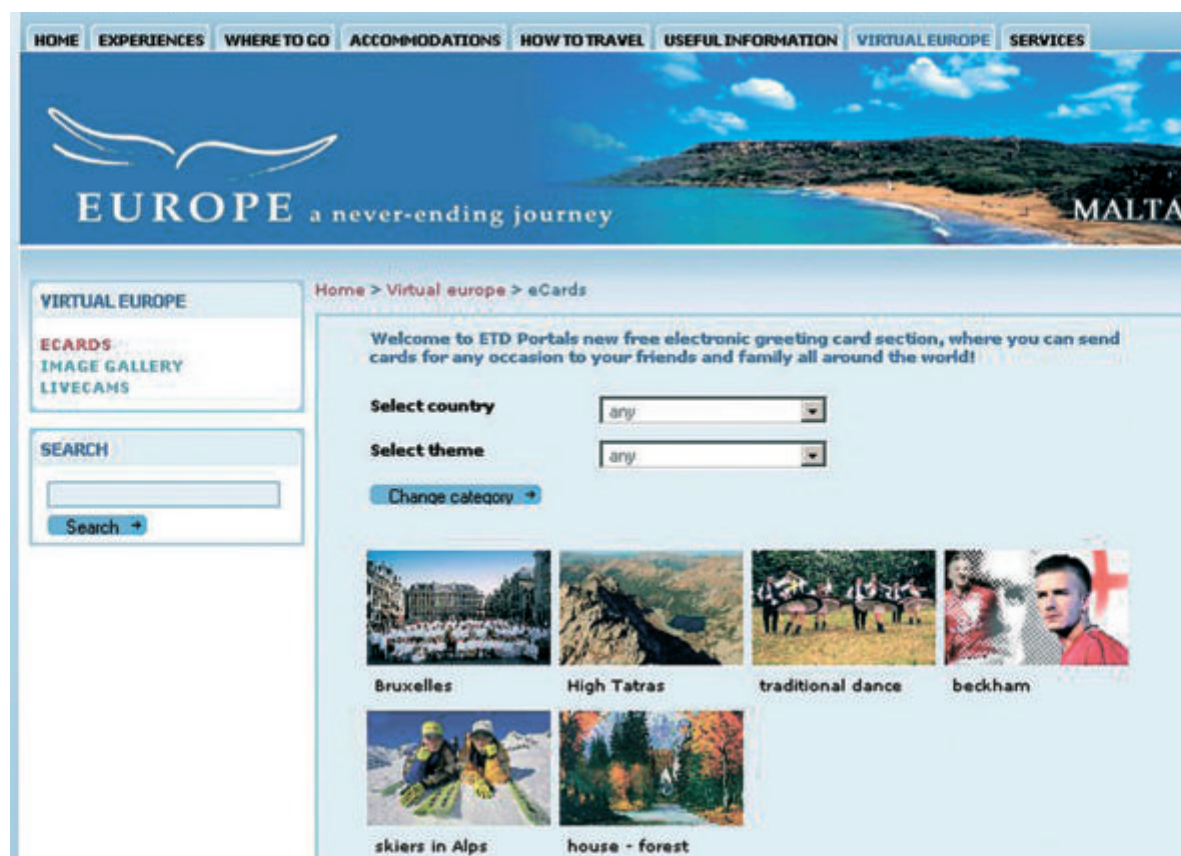 HOME EXPERIENCES WHERE TO GO ACCOMMODATIONS HOW TO TRAVEL USEFUL INFORMATION VIRTUAL EUROPE SERVICES
EUROPE a never-ending journey
MALTA
VIRTUAL EUROPE
ECARDS
IMAGE GALLERY
LIVECAMS
SEARCH
Search
Home > Virtual europe > eCards
Welcome to ETD Portals new free electronic greeting card section, where you can send
cards for any occasion to your friends and family all around the world!
Select country any
Select theme any
Change category
Bruxelles High Tatras traditional dance beckham
skiers in Alps house - forest